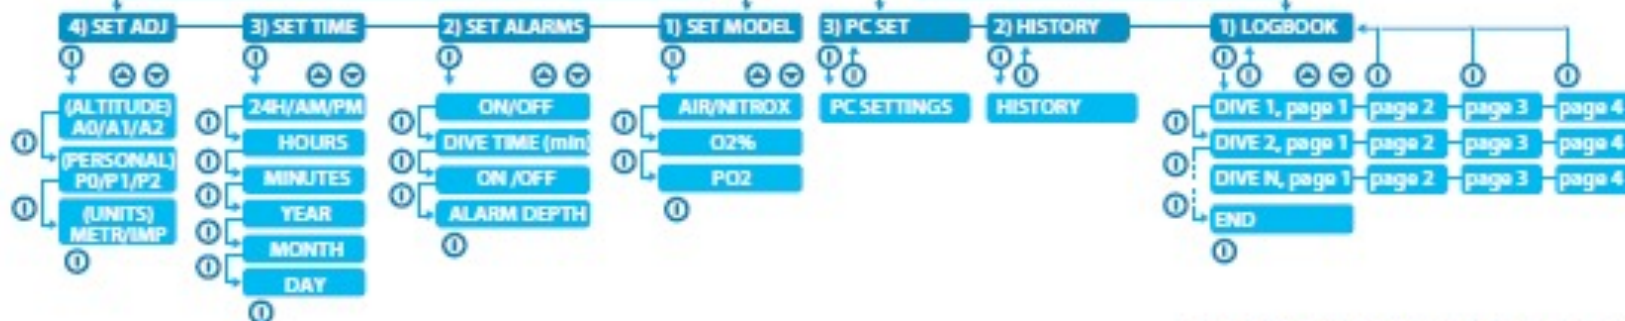 4) SET ADJ
3) SET TIME
2) SET ALARMS
1) SET MODEL
3) PC SET
2) HISTORY
1) LOGBOOK
(ALTITUDE)
A0/A1/A2
(PERSONAL)
P0/P1/P2
(UNITS)
METR/IMP
24H/AM/PM
HOURS
MINUTES
YEAR
MONTH
DAY
ON/OFF
DIVE TIME (min)
ON /OFF
ALARM DEPTH
AIR/NITROX
O2%
PO2
PC SETTINGS
HISTORY
DIVE 1, page 1
page 2
page 3
page 4
DIVE 2, page 1
page 2
page 3
page 4
DIVE N, page 1
page 2
page 3
page 4
END